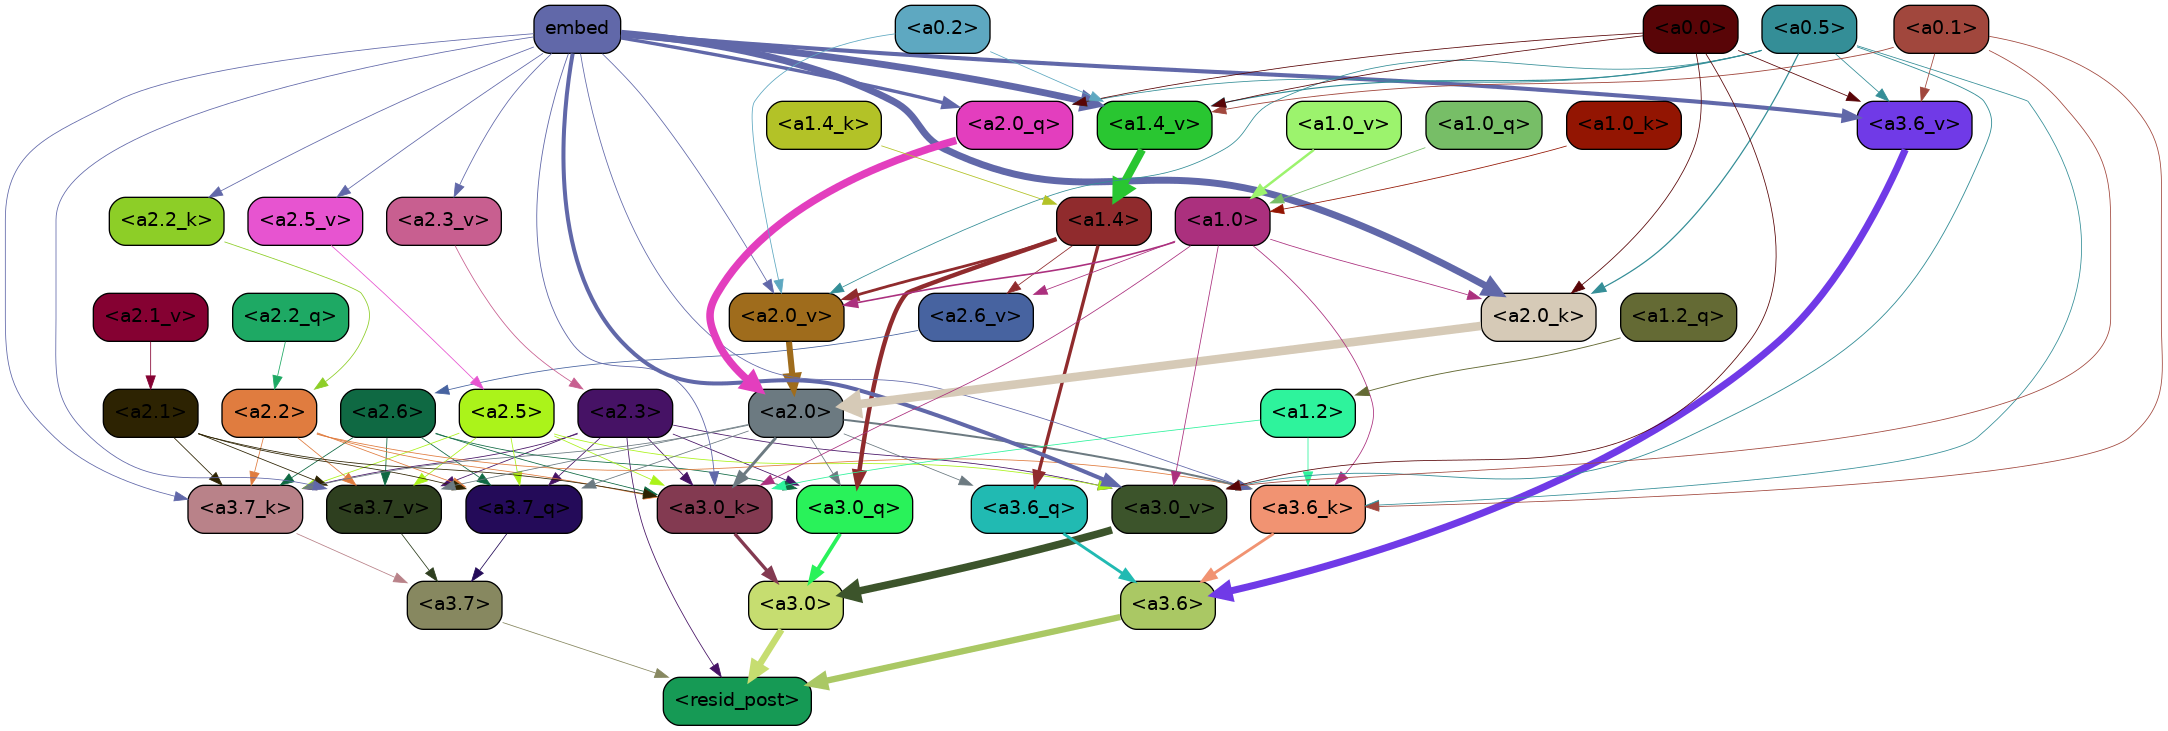 embed
<a0.2>
<a0.0>
<a0.5>
<a0.1>
<a1.4_k>
<a2.0_q>
<a1.4_v>
<a1.0_v>
<a1.0_q>
<a1.0_k>
<a3.6_v>
<a2.2_k>
<a2.5_v>
<a2.3_v>
<a1.4>
<a1.0>
<a2.1_v>
<a2.2_q>
<a2.0_v>
<a2.6_v>
<a2.0_k>
<a1.2_q>
<a2.1>
<a2.2>
<a2.6>
<a2.5>
<a2.3>
<a2.0>
<a1.2>
<a3.7_k>
<a3.7_v>
<a3.7_q>
<a3.0_k>
<a3.0_q>
<a3.6_q>
<a3.0_v>
<a3.6_k>
<a3.7>
<a3.0>
<a3.6>
<resid_post>